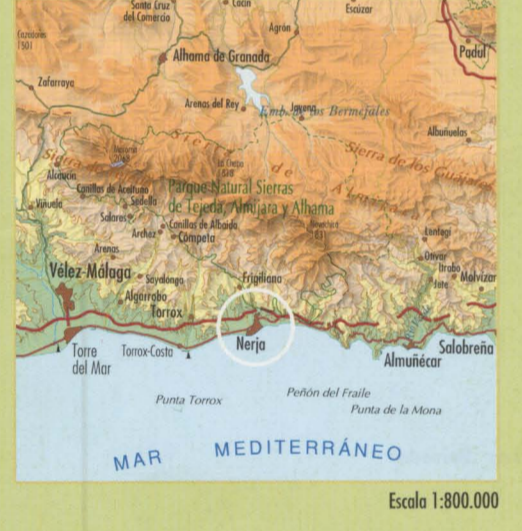 Santa Cruz
del Comercio
Cacín
Escúzar
Agrón
Padul
Alhama de Granada
Zafarraya
Arenas del Rey
Jayena
Emb. de los Bermejales
Albuñuelas
Sierra de
Sierra de los Guájares
Alcaucín
Parque Natural Sierras
de Tejeda, Almijara y Alhama
Canillas de Aceituno
Sedella
Viñuela
Salares
Canillas de Albaida
Archez
Cómpeta
Lentegí
Arenas
Otívar
Vélez-Málaga
Sayalonga
Frigiliana
Itrabo
Molvízar
Jete
Algarrobo
Torrox
Torre
del Mar
Torrox-Costa
Nerja
Almuñécar
Salobreña
Punta Torrox
Peñón del Fraile
Punta de la Mona
MAR MEDITERRÁNEO
Escala 1:800.000